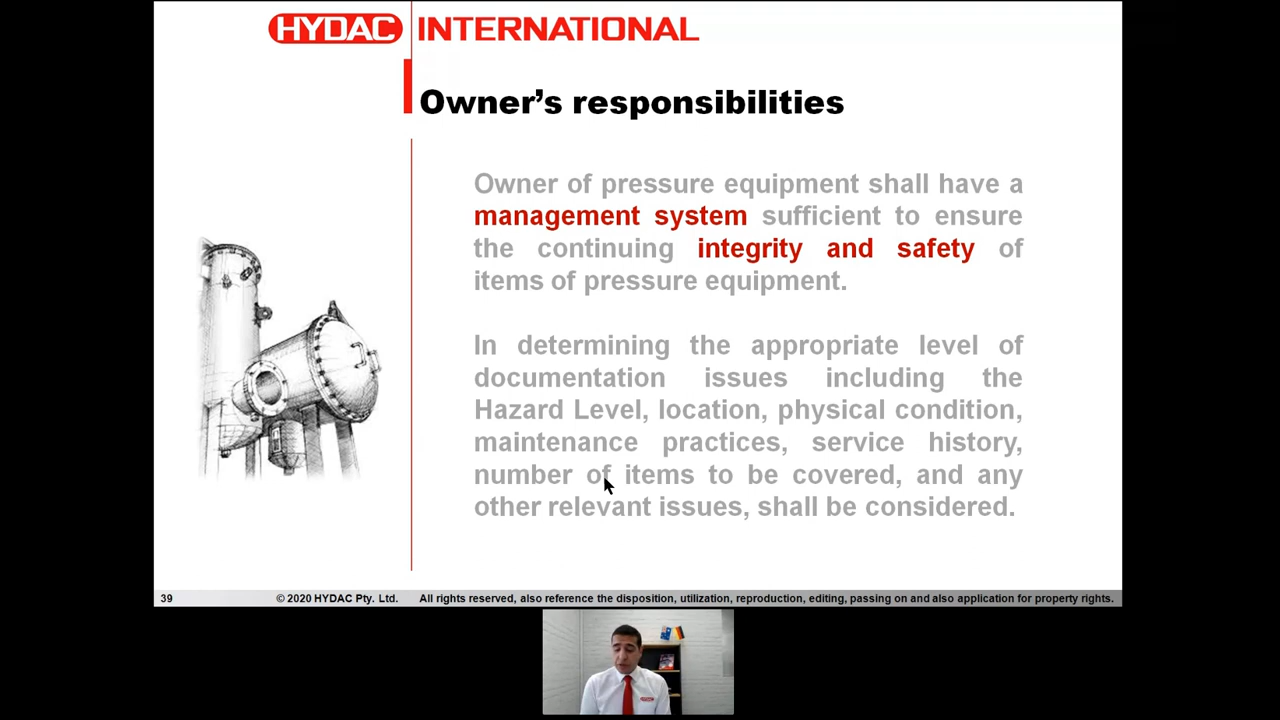 HYDAC INTERNATIONAL
Owner's responsibilities
Owner of pressure equipment shall have a
management system sufficient to ensure
the continuing integrity and safety of
items of pressure equipment.
In determining the appropriate level of
documentation issues including the
Hazard Level, location, physical condition,
maintenance practices, service history,
number of items to be covered, and any
other relevant issues, shall be considered.
39 © 2020 HYDAC Pty. Ltd. All rights reserved, also reference the disposition, utilization, reproduction, editing, passing on and also application for property rights.
HYDAC